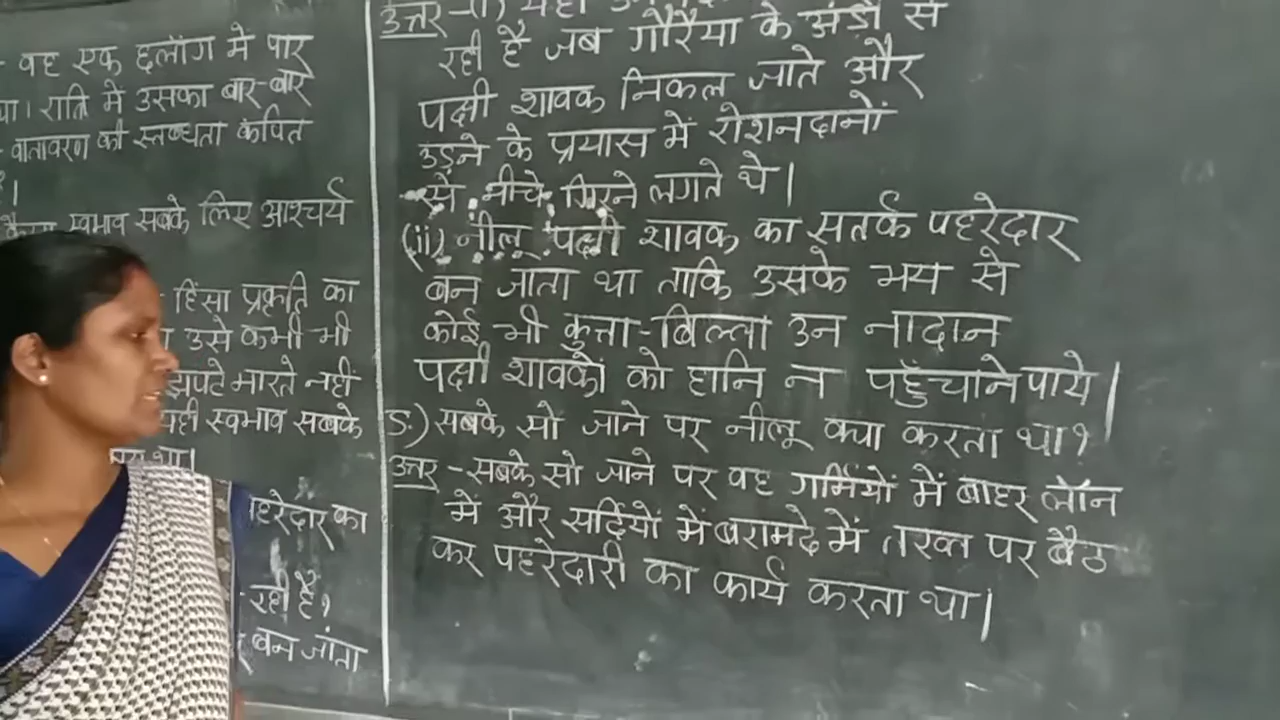 वह एक छलाँग में पार
था। रात्रि में उसका बार-बार
वातावरण की स्तब्धता कंपित
है।
स्वभाव सबके लिए आश्चर्य
हिंसा प्रकृति का
उसे कभी भी
झपटे मारते नहीं
यही स्वभाव सबके
था।
पहरेदार का
रही है?
बन जाता
उत्तर-(i) यहाँ
रही है जब गौरैया के अंडों से
पक्षी शावक निकल जाते और
उड़ने के प्रयास में रोशनदानों
से नीचे गिरने लगते थे।
(ii) नीलू पक्षी शावक का सतर्क पहरेदार
बन जाता था ताकि उसके भय से
कोई भी कुत्ता-बिल्ला उन नादान
पक्षी शावकों को हानि न पहुँचाने पाये।
5.) सबके सो जाने पर नीलू क्या करता था?
उत्तर - सबके सो जाने पर वह गर्मियों में बाहर लॉन
में और सर्दियों में बरामदे में तख्त पर बैठ
कर पहरेदारी का कार्य करता था।